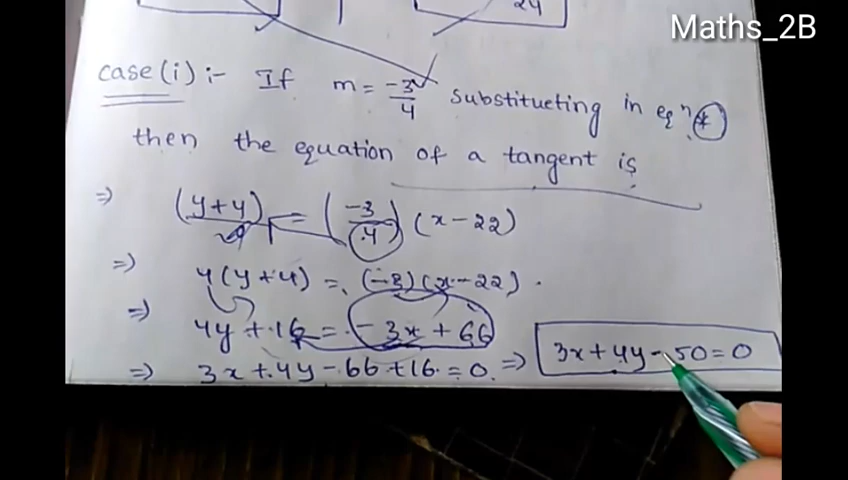 24
Maths_2B
case(i) :- If m = -3/4 substitueting in eqⁿ *
then the equation of a tangent is
⇒ (y+4)/1 = (-3/4) (x-22)
⇒ 4(y+4) = (-3)(x-22).
⇒ 4y + 16 = -3x + 66
⇒ 3x + 4y - 66 + 16 = 0. ⇒ 3x + 4y - 50 = 0